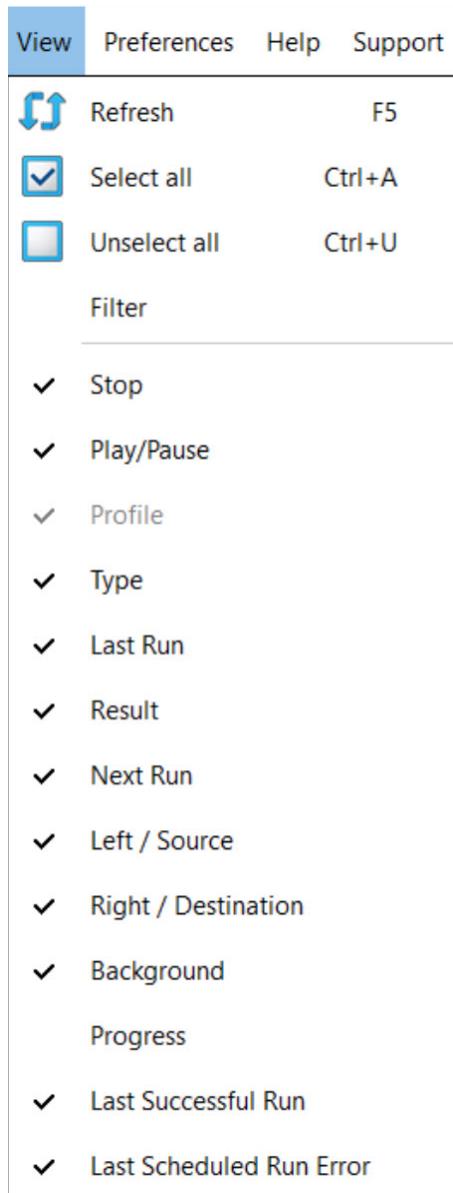 View Preferences Help Support
Refresh F5
Select all Ctrl+A
Unselect all Ctrl+U
Filter
Stop
Play/Pause
Profile
Type
Last Run
Result
Next Run
Left / Source
Right / Destination
Background
Progress
Last Successful Run
Last Scheduled Run Error